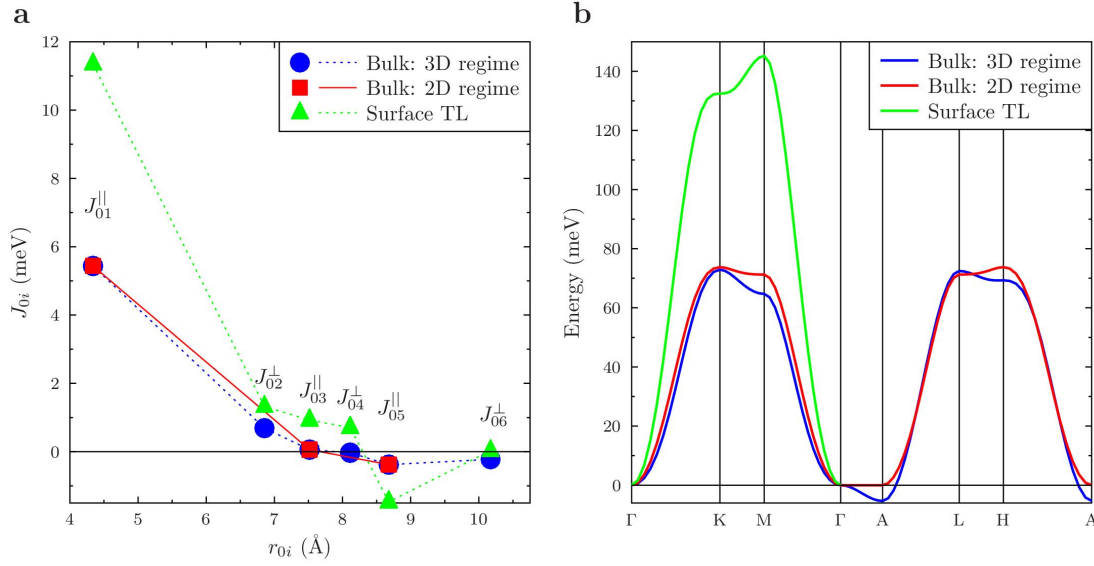 a
12
10
8
6
4
2
0
J_{0i} (meV)
Bulk: 3D regime
Bulk: 2D regime
Surface TL
J_{01}^{||}
J_{02}^{⊥}
J_{03}^{||}
J_{04}^{⊥}
J_{05}^{||}
J_{06}^{⊥}
4 5 6 7 8 9 10
r_{0i} (Å)
b
140
120
100
80
60
40
20
0
Energy (meV)
Bulk: 3D regime
Bulk: 2D regime
Surface TL
Γ K M Γ A L H A